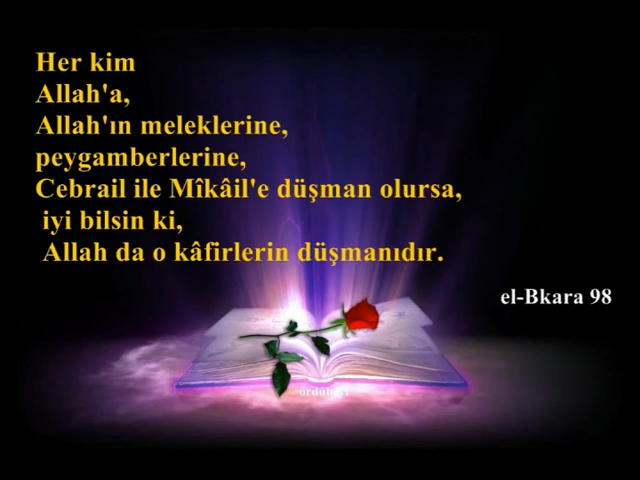 Her kim
Allah'a,
Allah'ın meleklerine,
peygamberlerine,
Cebrail ile Mîkâil'e düşman olursa,
iyi bilsin ki,
Allah da o kâfirlerin düşmanıdır.
el-Bkara 98